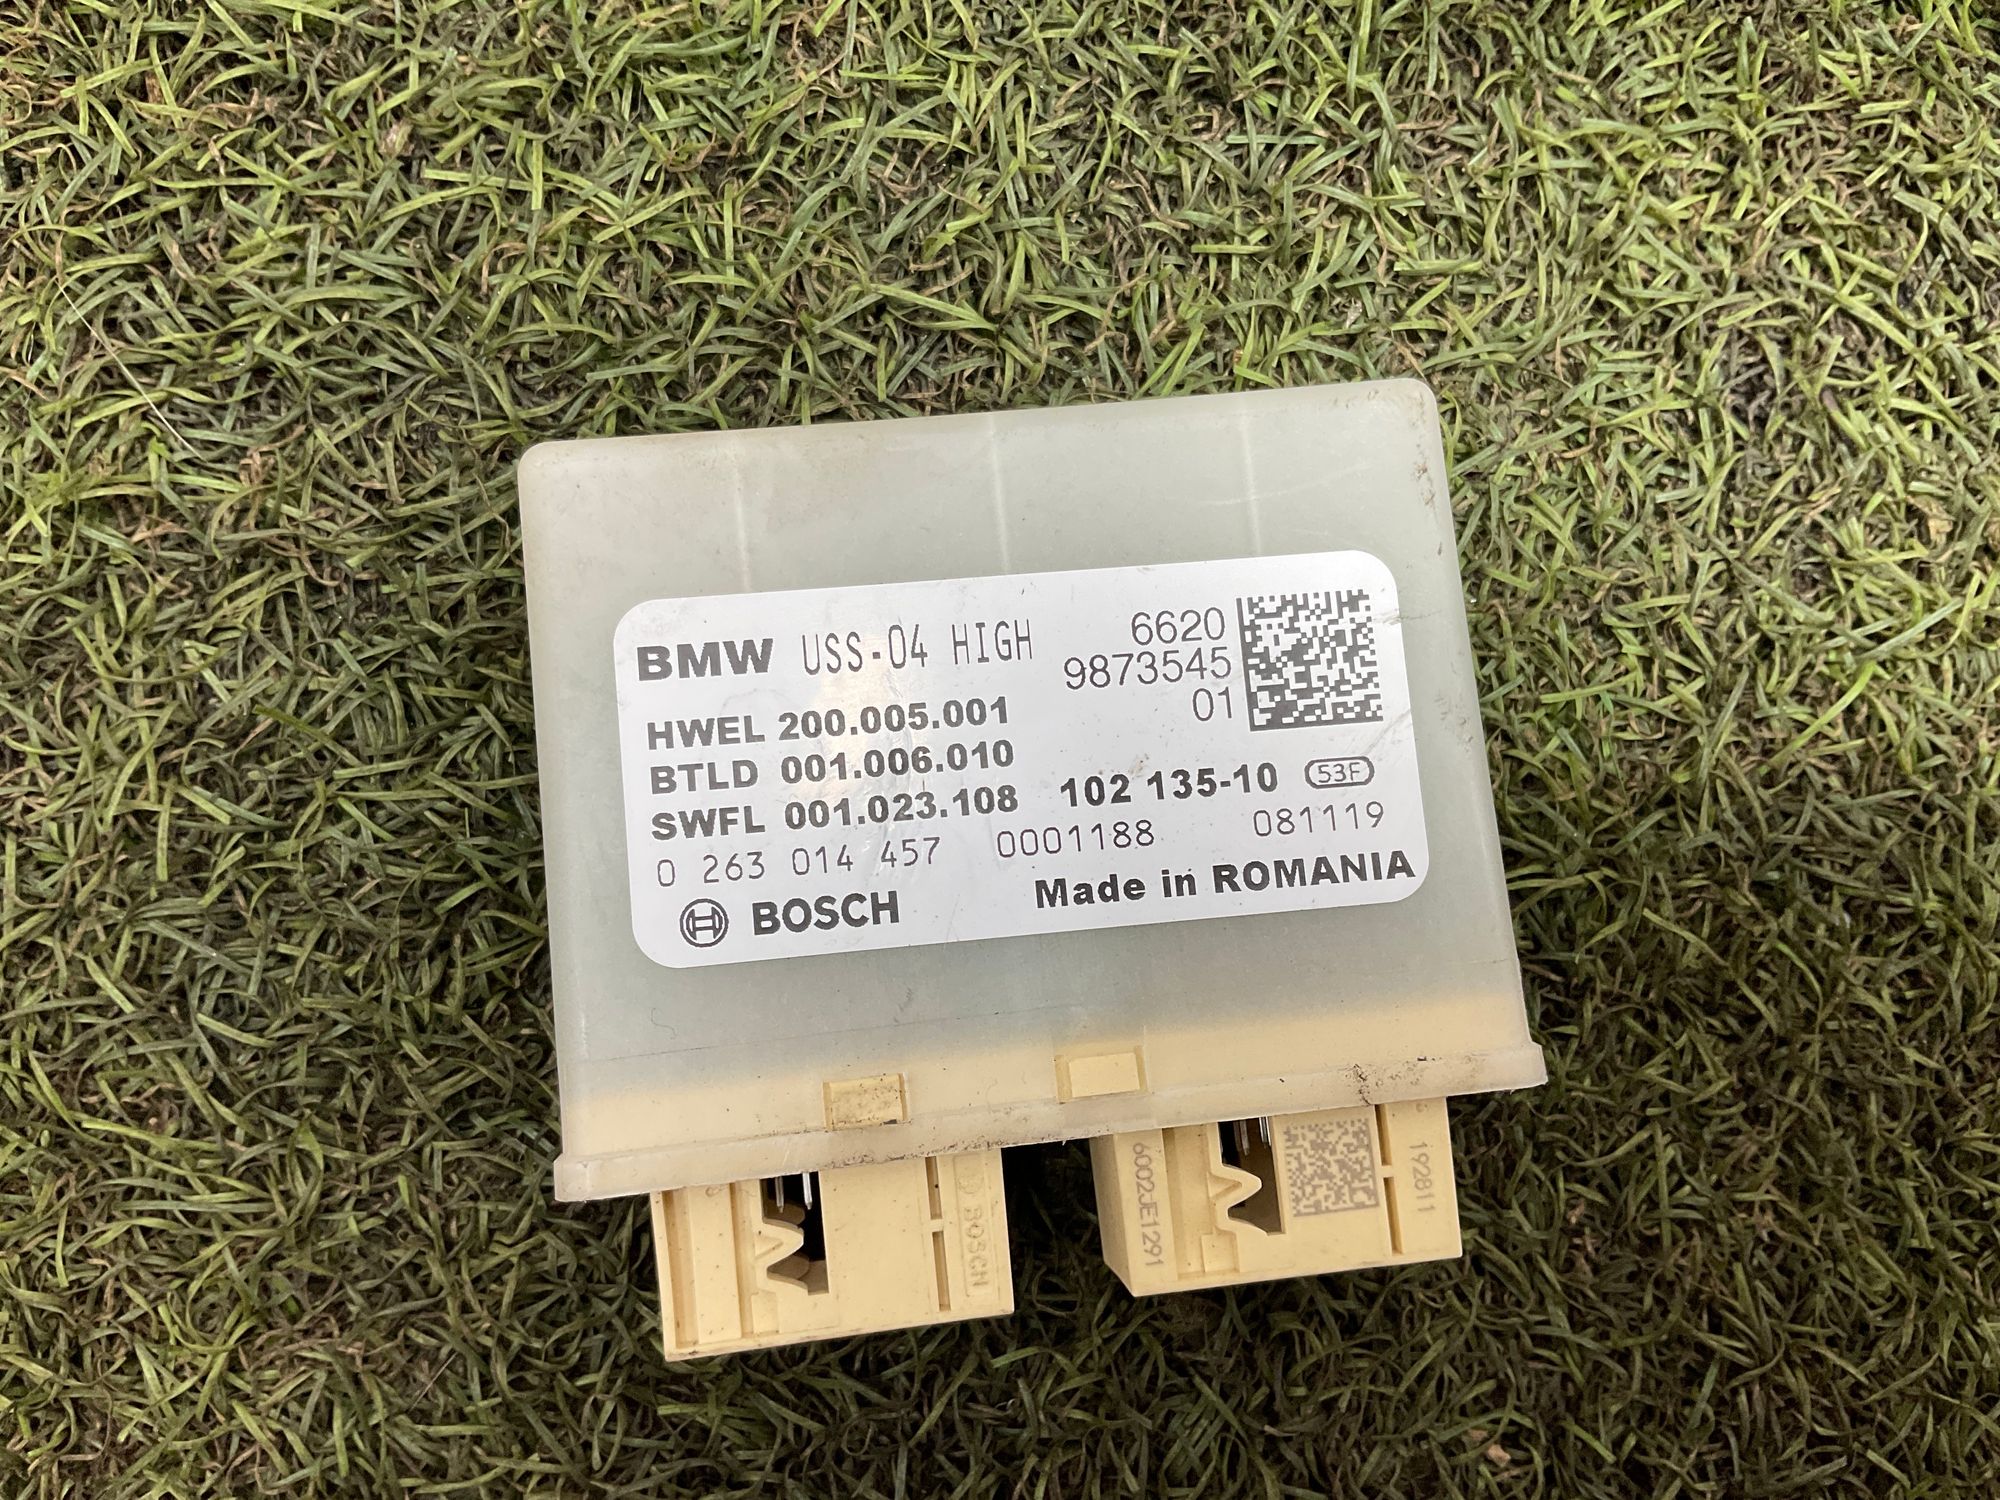 BMW USS-04 HIGH
6620
9873545
01
HWEL 200.005.001
BTLD 001.006.010
SWFL 001.023.108 102 135-10 53F
0 263 014 457 0001188 081119
BOSCH Made in ROMANIA
BOSCH
6002JE1291
192811